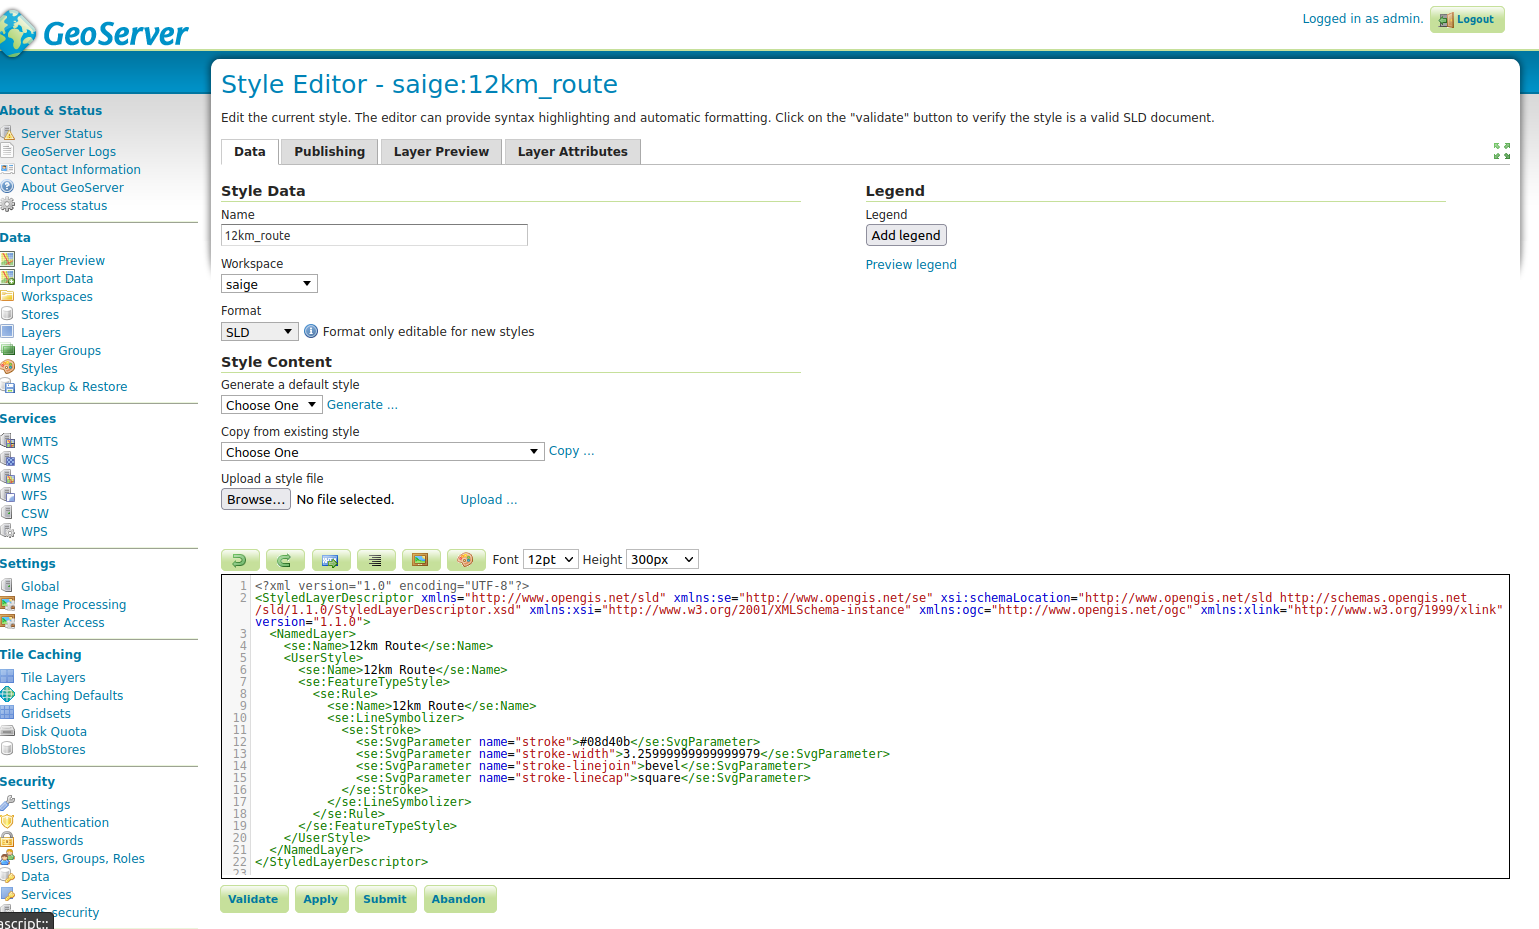 GeoServer
Logged in as admin.
Logout
Style Editor - saige:12km_route
Edit the current style. The editor can provide syntax highlighting and automatic formatting. Click on the "validate" button to verify the style is a valid SLD document.
About & Status
Server Status
GeoServer Logs
Contact Information
About GeoServer
Process status
Data
Layer Preview
Import Data
Workspaces
Stores
Layers
Layer Groups
Styles
Backup & Restore
Services
WMTS
WCS
WMS
WFS
CSW
WPS
Settings
Global
Image Processing
Raster Access
Tile Caching
Tile Layers
Caching Defaults
Gridsets
Disk Quota
BlobStores
Security
Settings
Authentication
Passwords
Users, Groups, Roles
Data
Services
WPS security
ascript:;
Data
Publishing
Layer Preview
Layer Attributes
Style Data
Name
12km_route
Workspace
saige
Format
SLD
Format only editable for new styles
Legend
Legend
Add legend
Preview legend
Style Content
Generate a default style
Choose One
Generate ...
Copy from existing style
Choose One
Copy ...
Upload a style file
Browse...
No file selected.
Upload ...
Font
12pt
Height
300px
1 <?xml version="1.0" encoding="UTF-8"?>
2 <StyledLayerDescriptor xmlns="http://www.opengis.net/sld" xmlns:se="http://www.opengis.net/se" xsi:schemaLocation="http://www.opengis.net/sld http://schemas.opengis.net
/sld/1.1.0/StyledLayerDescriptor.xsd" xmlns:xsi="http://www.w3.org/2001/XMLSchema-instance" xmlns:ogc="http://www.opengis.net/ogc" xmlns:xlink="http://www.w3.org/1999/xlink"
version="1.1.0">
3 <NamedLayer>
4 <se:Name>12km Route</se:Name>
5 <UserStyle>
6 <se:Name>12km Route</se:Name>
7 <se:FeatureTypeStyle>
8 <se:Rule>
9 <se:Name>12km Route</se:Name>
10 <se:LineSymbolizer>
11 <se:Stroke>
12 <se:SvgParameter name="stroke">#08d40b</se:SvgParameter>
13 <se:SvgParameter name="stroke-width">3.25999999999999979</se:SvgParameter>
14 <se:SvgParameter name="stroke-linejoin">bevel</se:SvgParameter>
15 <se:SvgParameter name="stroke-linecap">square</se:SvgParameter>
16 </se:Stroke>
17 </se:LineSymbolizer>
18 </se:Rule>
19 </se:FeatureTypeStyle>
20 </UserStyle>
21 </NamedLayer>
22 </StyledLayerDescriptor>
23
Validate
Apply
Submit
Abandon